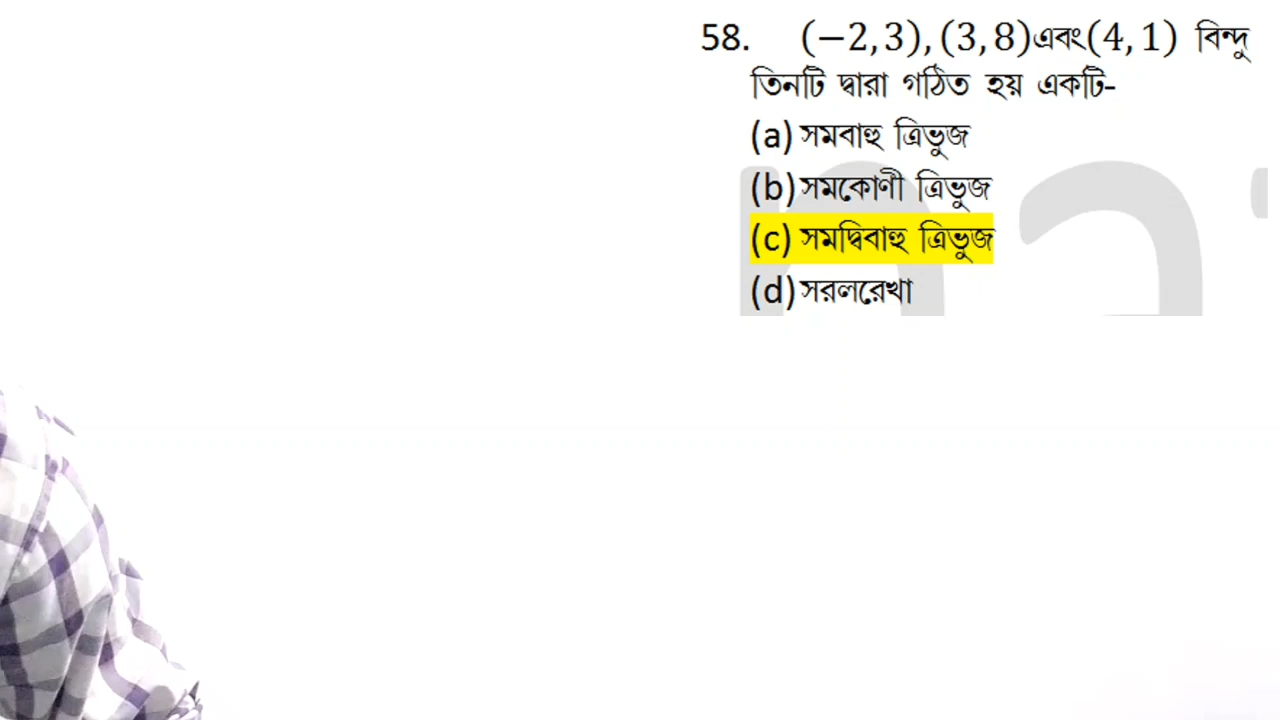 58. (−2, 3), (3, 8)এবং(4, 1) বিন্দু
তিনটি দ্বারা গঠিত হয় একটি-
(a) সমবাহু ত্রিভুজ
(b) সমকোণী ত্রিভুজ
(c) সমদ্বিবাহু ত্রিভুজ
(d) সরলরেখা